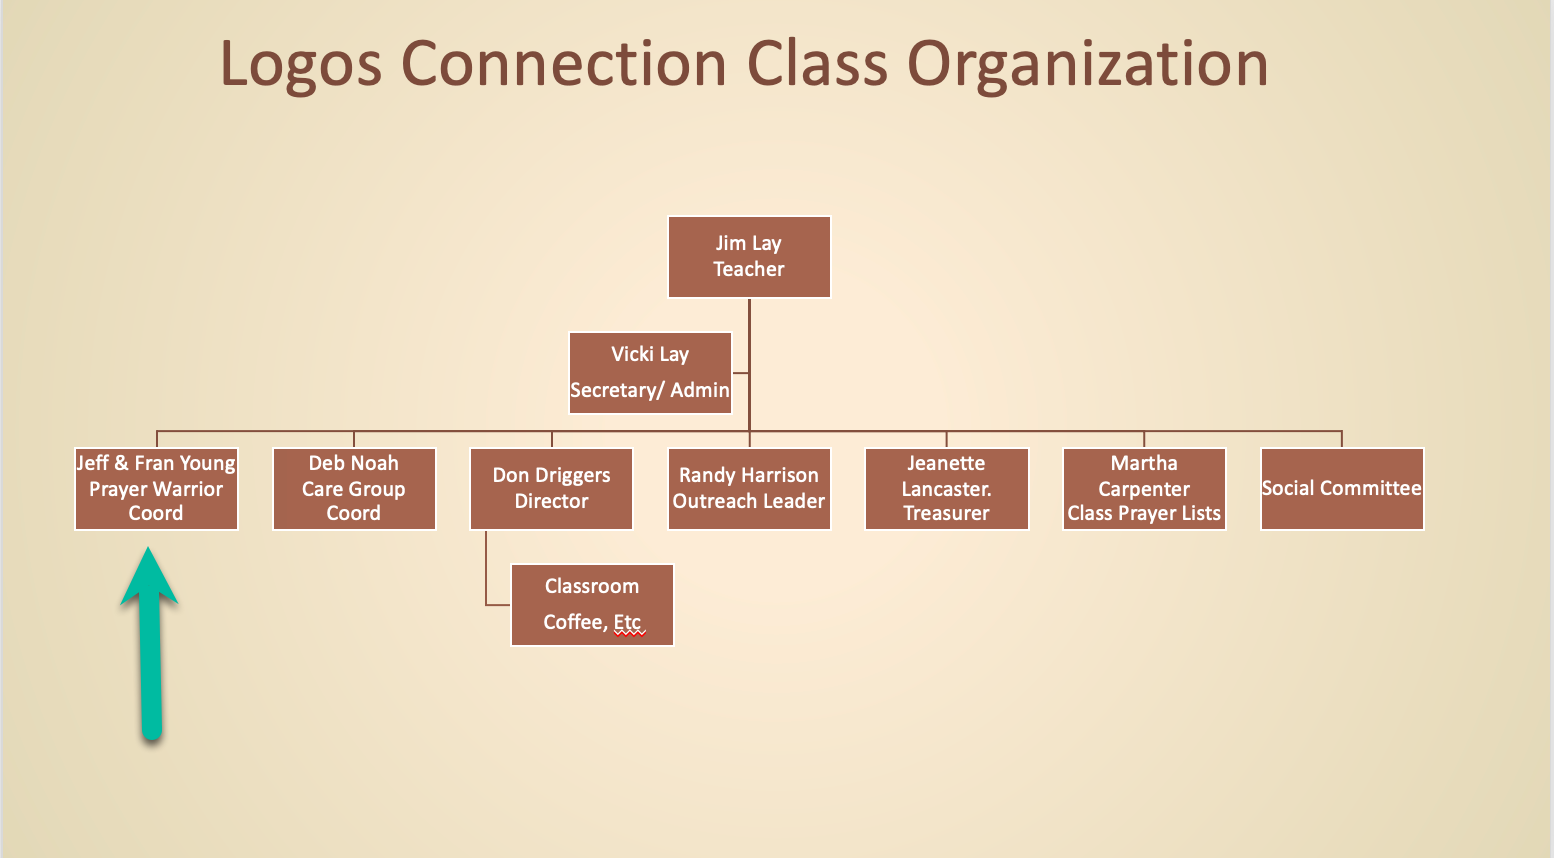 Logos Connection Class Organization
Jim Lay
Teacher
Vicki Lay
Secretary/ Admin
Jeff & Fran Young
Prayer Warrior
Coord
Deb Noah
Care Group
Coord
Don Driggers
Director
Randy Harrison
Outreach Leader
Jeanette
Lancaster.
Treasurer
Martha
Carpenter
Class Prayer Lists
Social Committee
Classroom
Coffee, Etc